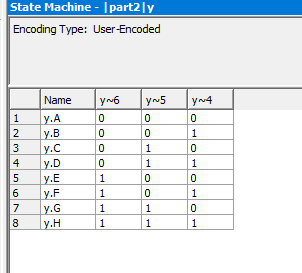 State Machine - |part2|y
Encoding Type: User-Encoded
Name y~6 y~5 y~4
1 y.A 0 0 0
2 y.B 0 0 1
3 y.C 0 1 0
4 y.D 0 1 1
5 y.E 1 0 0
6 y.F 1 0 1
7 y.G 1 1 0
8 y.H 1 1 1